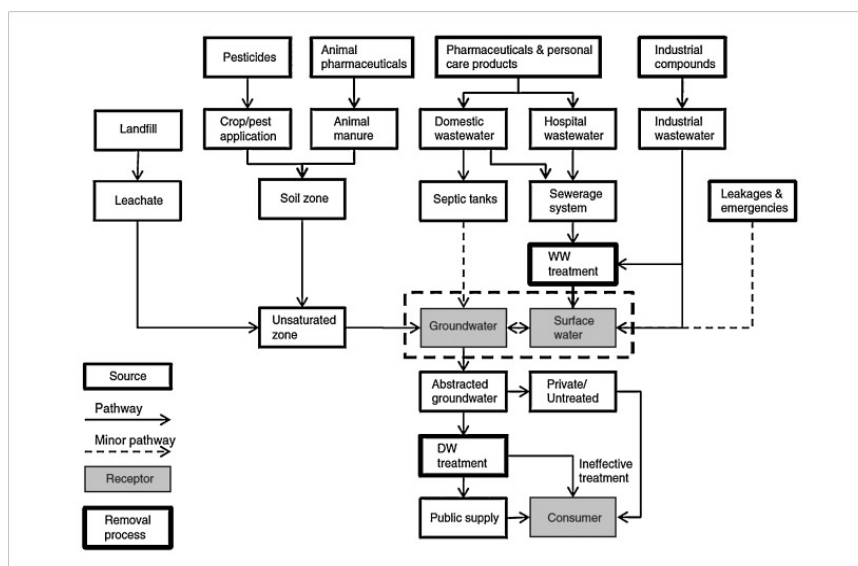 Pesticides
Animal
pharmaceuticals
Pharmaceuticals & personal
care products
Industrial
compounds
Landfill
Crop/pest
application
Animal
manure
Domestic
wastewater
Hospital
wastewater
Industrial
wastewater
Leachate
Soil zone
Septic tanks
Sewerage
system
Leakages &
emergencies
WW
treatment
Unsaturated
zone
Groundwater
Surface
water
Source
Abstracted
groundwater
Private/
Untreated
Pathway
Minor pathway
DW
treatment
Ineffective
treatment
Receptor
Public supply
Consumer
Removal
process